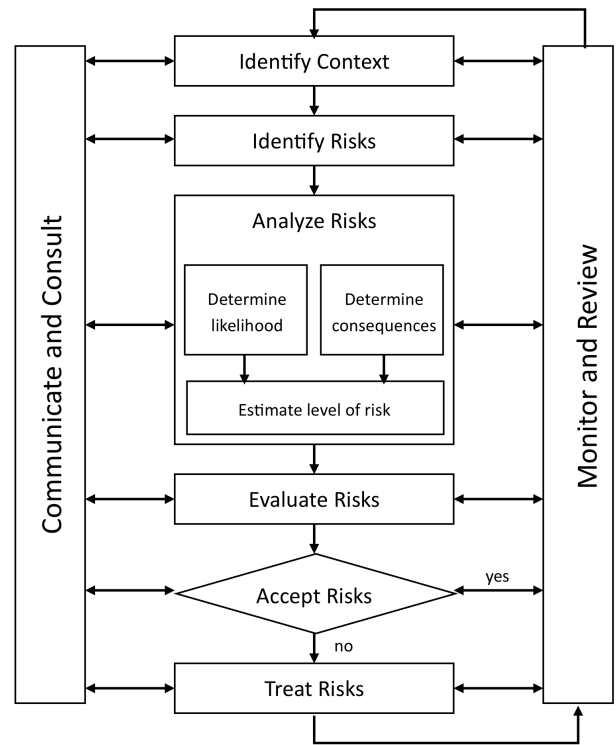 Identify Context
Identify Risks
Analyze Risks
Determine
likelihood
Determine
consequences
Estimate level of risk
Evaluate Risks
Accept Risks
yes
no
Treat Risks
Communicate and Consult
Monitor and Review